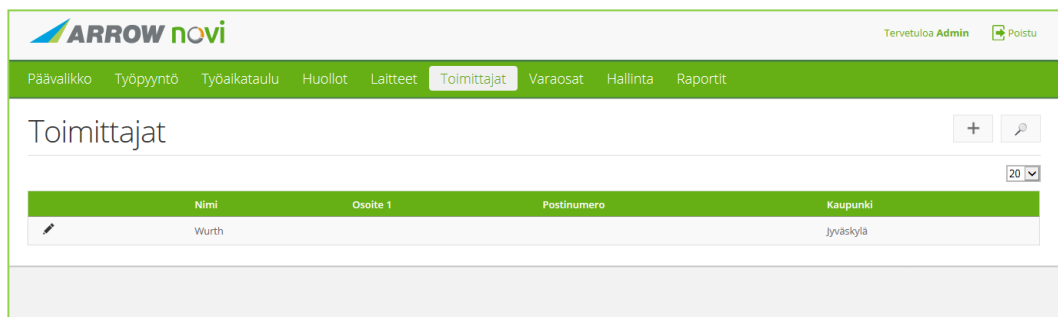 ARROW novi
Tervetuloa Admin Poistu
Päävalikko Työpyyntö Työaikataulu Huollot Laitteet Toimittajat Varaosat Hallinta Raportit
Toimittajat
20
Nimi Osoite 1 Postinumero Kaupunki
Wurth Jyväskylä